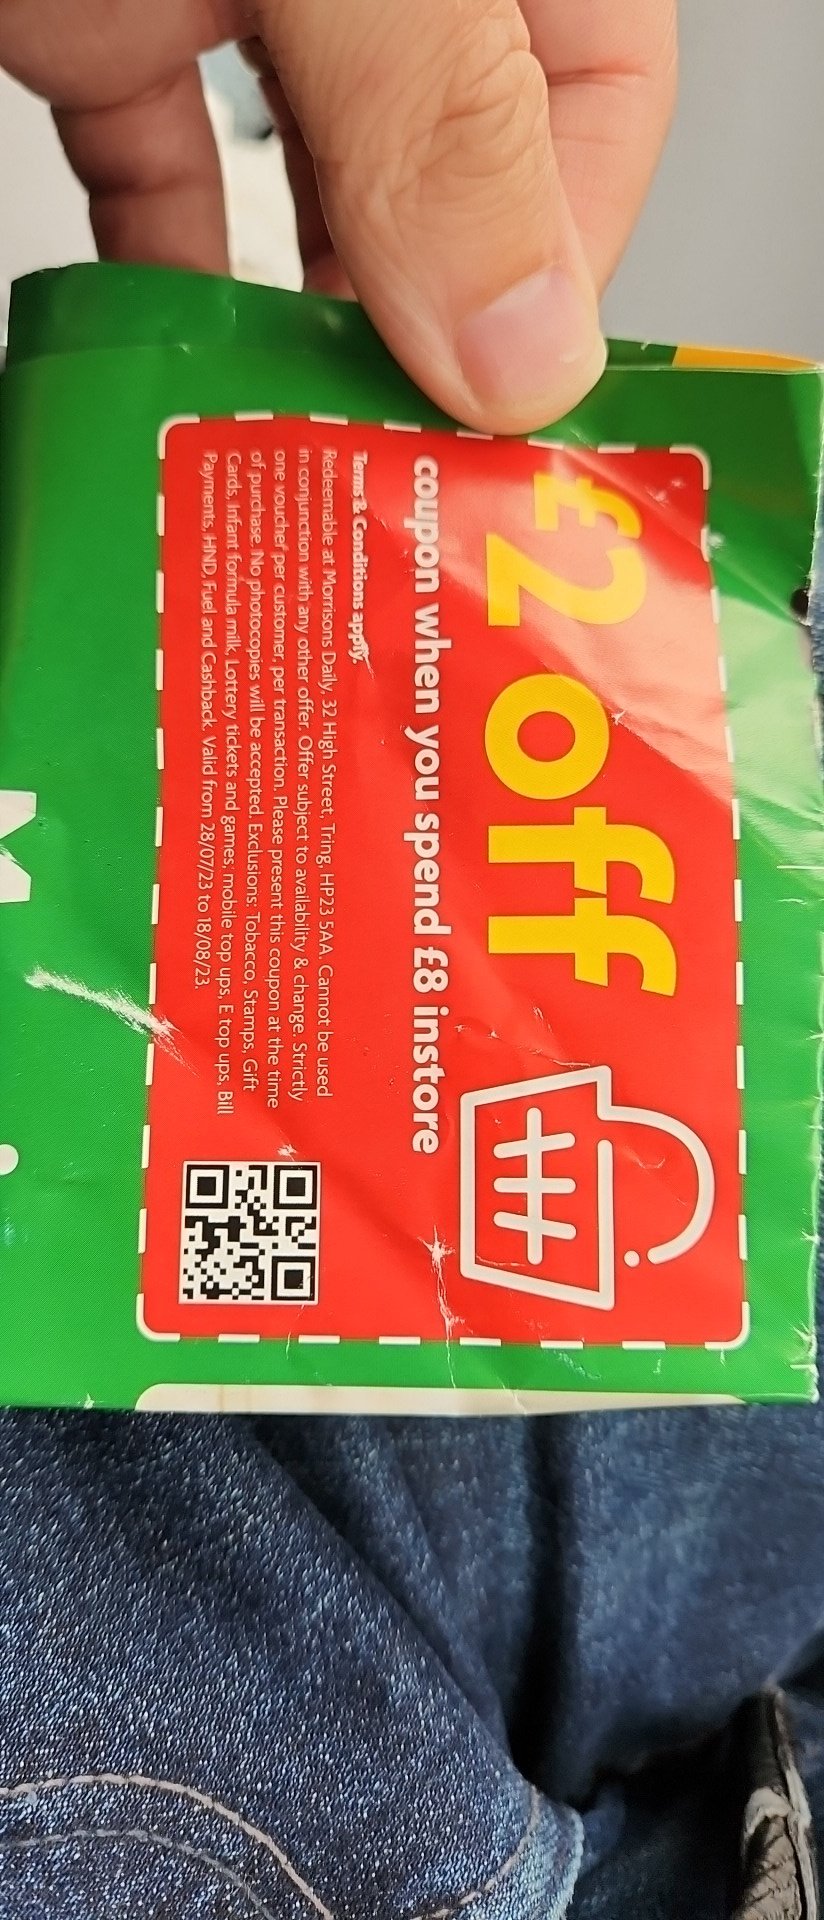 £2 off
coupon when you spend £8 instore
Terms & Conditions apply.
Redeemable at Morrisons Daily, 32 High Street, Tring, HP23 5AA. Cannot be used
in conjunction with any other offer. Offer subject to availability & change. Strictly
one voucher per customer, per transaction. Please present this coupon at the time
of purchase. No photocopies will be accepted. Exclusions: Tobacco, Stamps, Gift
Cards, Infant formula milk, Lottery tickets and games; mobile top ups, E top ups, Bill
Payments, HND, Fuel and Cashback. Valid from 28/07/23 to 18/08/23.
M